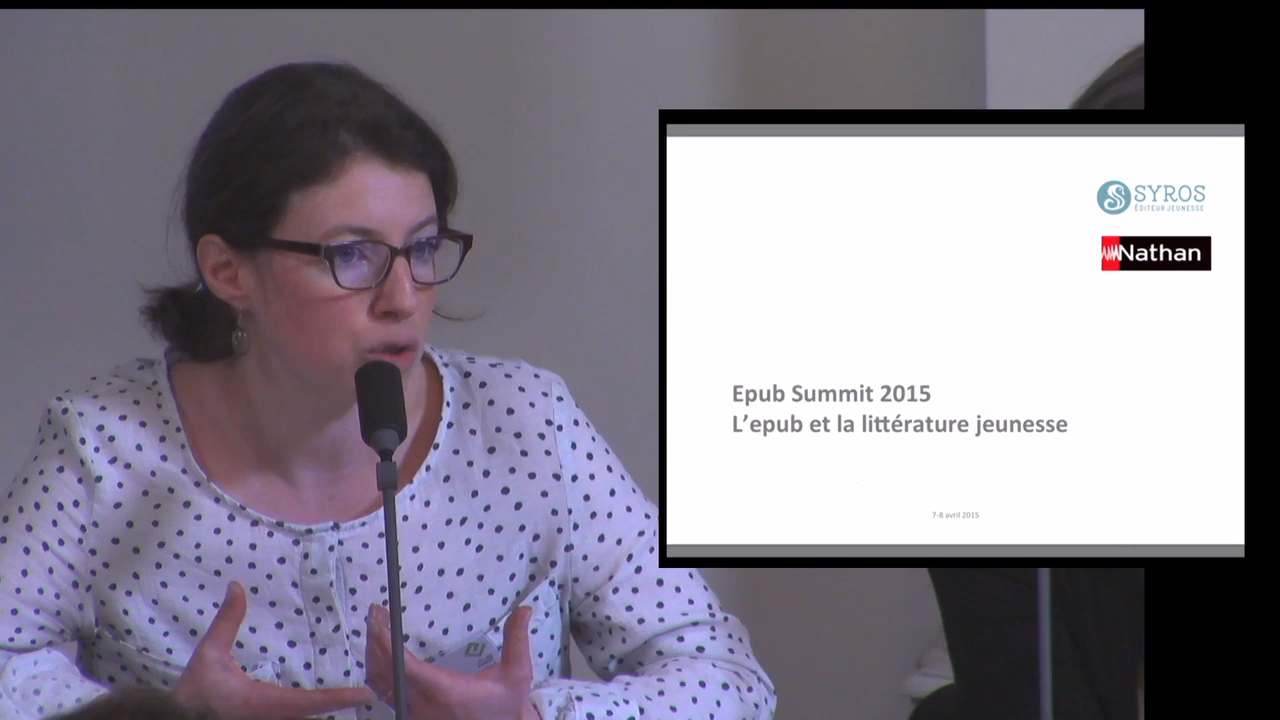 SYROS
ÉDITEUR JEUNESSE
Nathan
Epub Summit 2015
L'epub et la littérature jeunesse
7-8 avril 2015